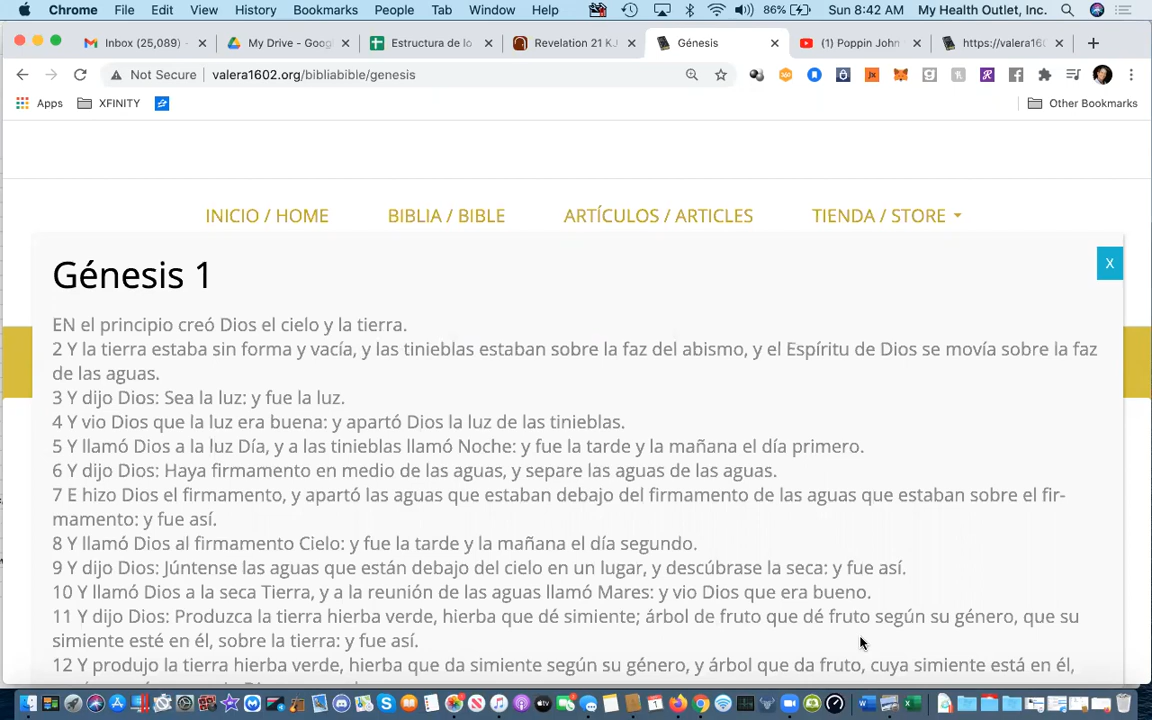 Chrome File Edit View History Bookmarks People Tab Window Help 86% Sun 8:42 AM My Health Outlet, Inc.
Inbox (25,089) My Drive - Goog Estructura de lo Revelation 21 KJ Génesis (1) Poppin John https://valera160
Not Secure valera1602.org/bibliabible/genesis
Apps XFINITY Other Bookmarks
INICIO / HOME BIBLIA / BIBLE ARTÍCULOS / ARTICLES TIENDA / STORE
Génesis 1 X
EN el principio creó Dios el cielo y la tierra.
2 Y la tierra estaba sin forma y vacía, y las tinieblas estaban sobre la faz del abismo, y el Espíritu de Dios se movía sobre la faz
de las aguas.
3 Y dijo Dios: Sea la luz: y fue la luz.
4 Y vio Dios que la luz era buena: y apartó Dios la luz de las tinieblas.
5 Y llamó Dios a la luz Día, y a las tinieblas llamó Noche: y fue la tarde y la mañana el día primero.
6 Y dijo Dios: Haya firmamento en medio de las aguas, y separe las aguas de las aguas.
7 E hizo Dios el firmamento, y apartó las aguas que estaban debajo del firmamento de las aguas que estaban sobre el fir-
mamento: y fue así.
8 Y llamó Dios al firmamento Cielo: y fue la tarde y la mañana el día segundo.
9 Y dijo Dios: Júntense las aguas que están debajo del cielo en un lugar, y descúbrase la seca: y fue así.
10 Y llamó Dios a la seca Tierra, y a la reunión de las aguas llamó Mares: y vio Dios que era bueno.
11 Y dijo Dios: Produzca la tierra hierba verde, hierba que dé simiente; árbol de fruto que dé fruto según su género, que su
simiente esté en él, sobre la tierra: y fue así.
12 Y produjo la tierra hierba verde, hierba que da simiente según su género, y árbol que da fruto, cuya simiente está en él,